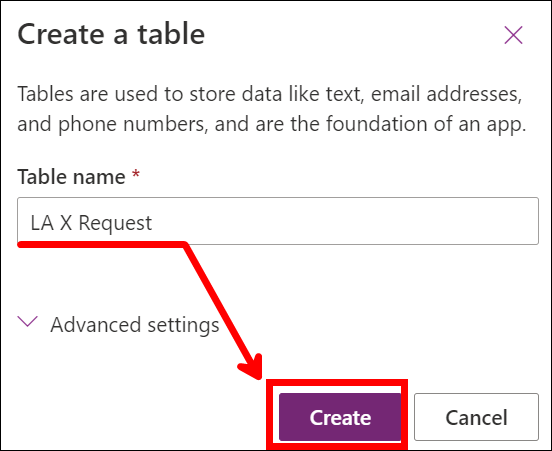 Create a table
Tables are used to store data like text, email addresses,
and phone numbers, and are the foundation of an app.
Table name *
LA X Request
Advanced settings
Create
Cancel